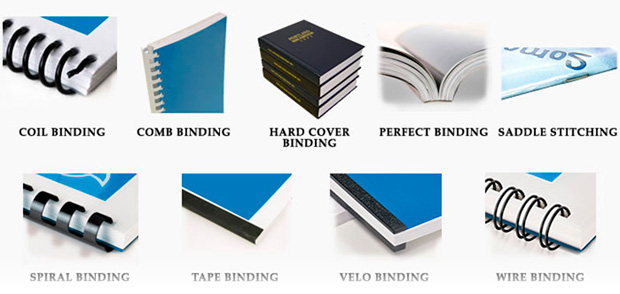 COIL BINDING
COMB BINDING
HARD COVER
BINDING
PERFECT BINDING
SADDLE STITCHING
Some
SPIRAL BINDING
TAPE BINDING
VELO BINDING
WIRE BINDING